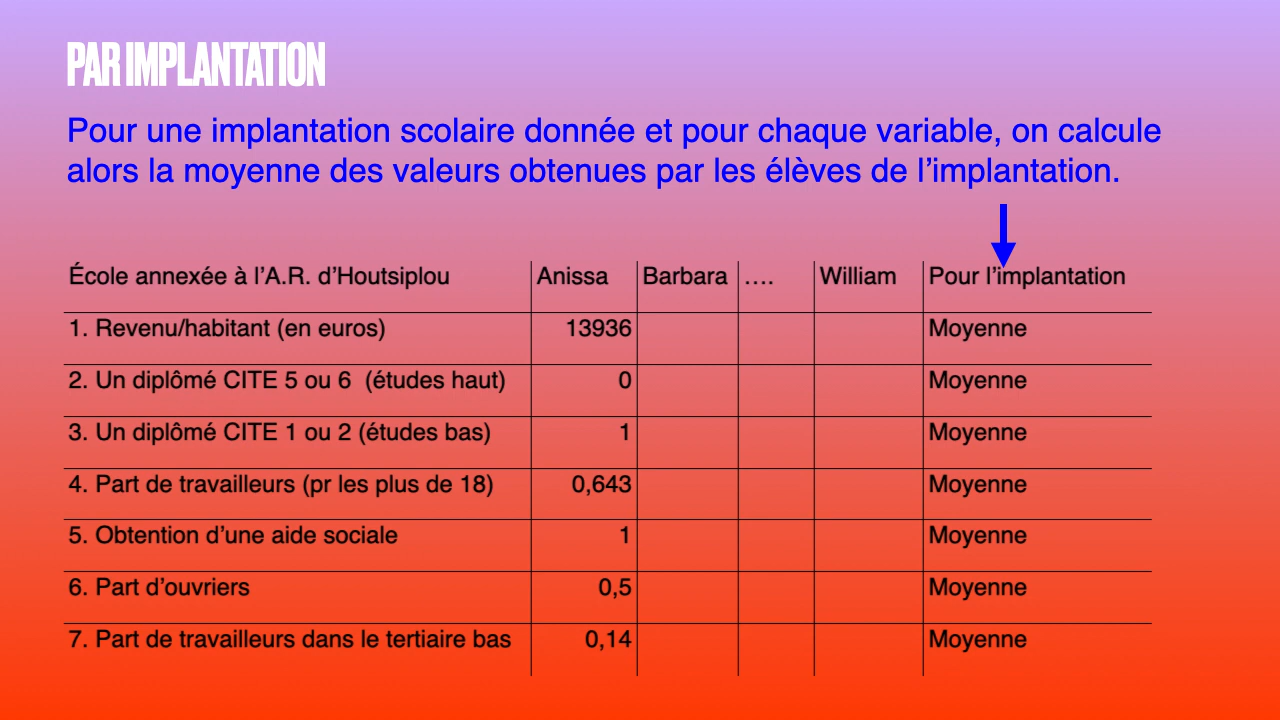 PAR IMPLANTATION
Pour une implantation scolaire donnée et pour chaque variable, on calcule
alors la moyenne des valeurs obtenues par les élèves de l’implantation.
École annexée à l’A.R. d’Houtsiplou Anissa Barbara …. William Pour l’implantation
1. Revenu/habitant (en euros) 13936 Moyenne
2. Un diplômé CITE 5 ou 6 (études haut) 0 Moyenne
3. Un diplômé CITE 1 ou 2 (études bas) 1 Moyenne
4. Part de travailleurs (pr les plus de 18) 0,643 Moyenne
5. Obtention d’une aide sociale 1 Moyenne
6. Part d’ouvriers 0,5 Moyenne
7. Part de travailleurs dans le tertiaire bas 0,14 Moyenne